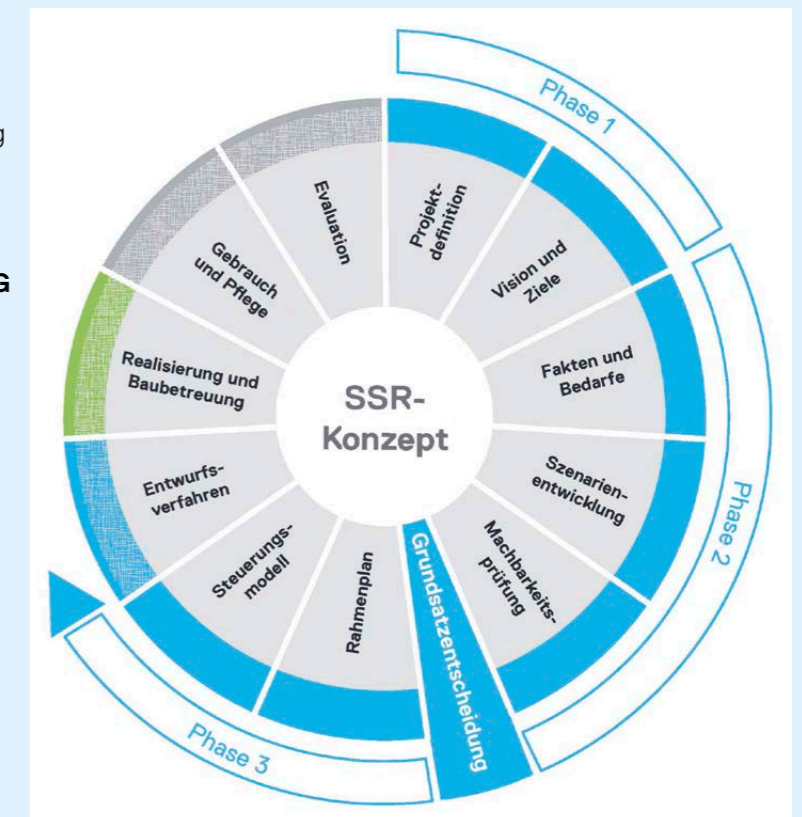 g
G
Phase 1
Projekt-
definition
Vision und
Ziele
Fakten und
Bedarfe
Szenarien-
entwicklung
Machbarkeits-
prüfung
Phase 2
Grundsatzentscheidung
Rahmenplan
Steuerungs-
modell
Phase 3
Entwurfs-
verfahren
Realisierung und
Baubetreuung
Gebrauch
und Pflege
Evaluation
SSR-
Konzept